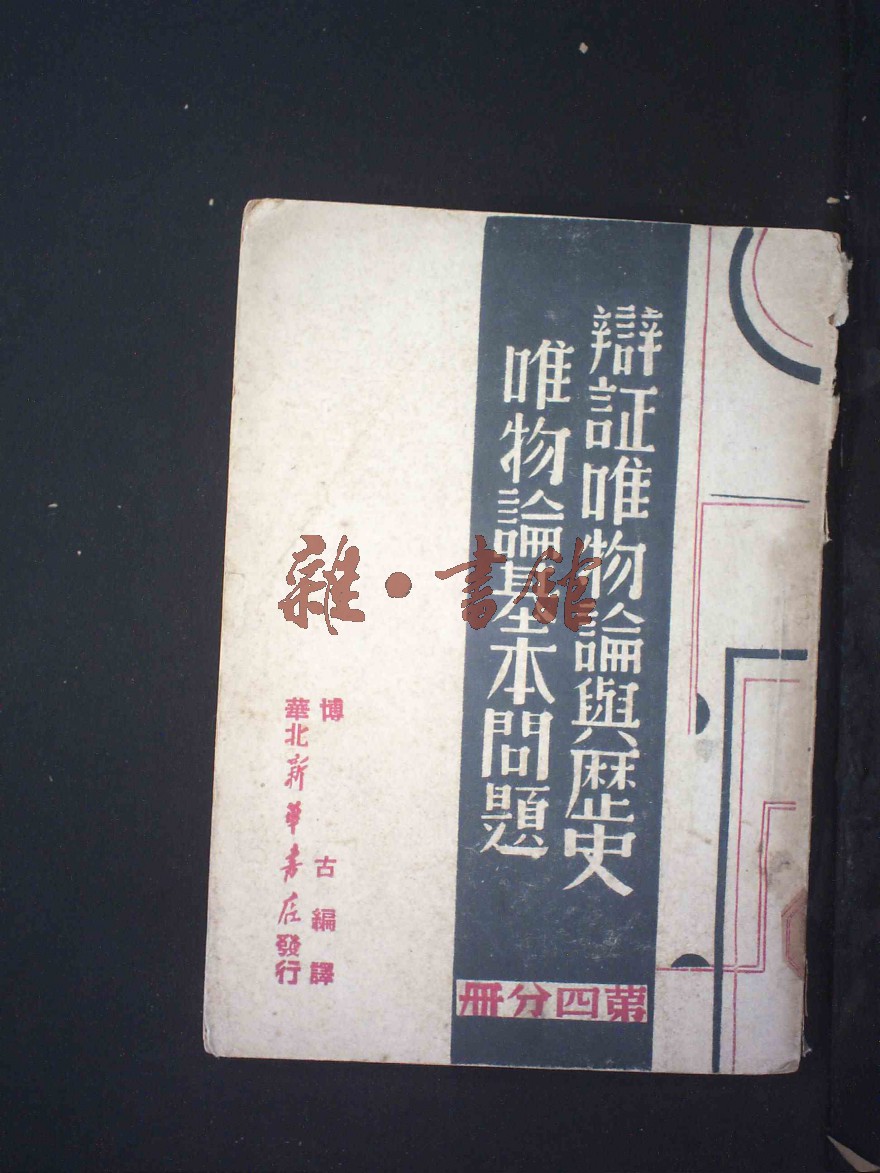 辯証唯物論與歷史
唯物論基本問題
第四分冊
博古編譯
華北新華書店發行
雜·書館